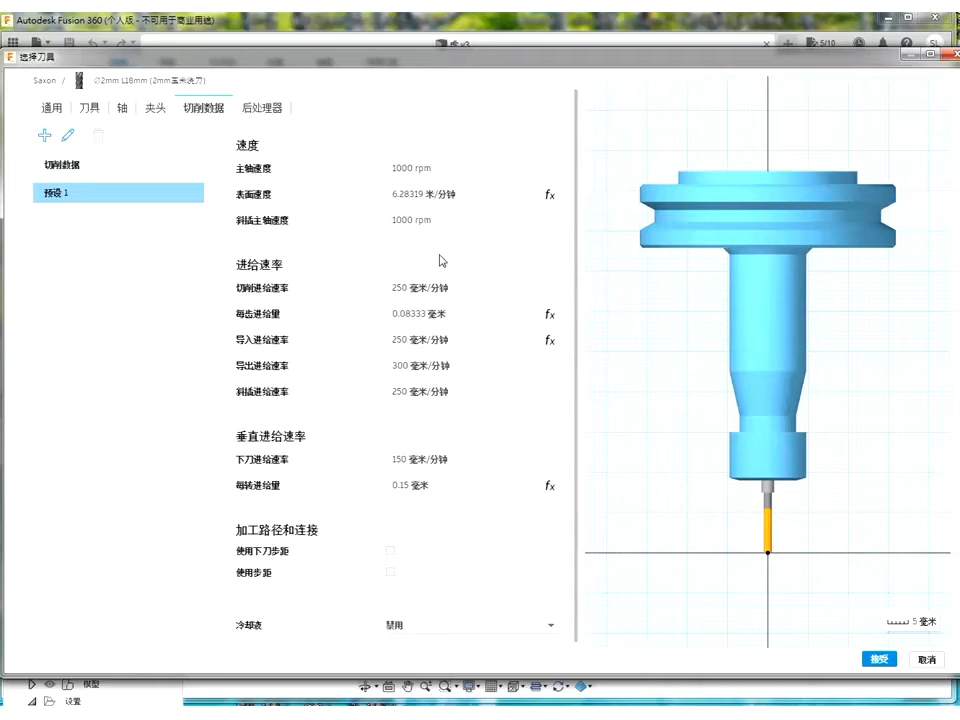 Autodesk Fusion 360 (个人版 - 不可用于商业用途)
5/10
SL
选择刀具
Saxon / ∅2mm L18mm (2mm玉米洗刀)
通用 刀具 轴 夹头 切削数据 后处理器
切削数据
预设 1
速度
主轴速度 1000 rpm
表面速度 6.28319 米/分钟 fx
斜插主轴速度 1000 rpm
进给速率
切削进给速率 250 毫米/分钟
每齿进给量 0.08333 毫米 fx
导入进给速率 250 毫米/分钟 fx
导出进给速率 300 毫米/分钟
斜插进给速率 250 毫米/分钟
垂直进给速率
下刀进给速率 150 毫米/分钟
每转进给量 0.15 毫米 fx
加工路径和连接
使用下刀步距
使用步距
冷却液 禁用
5 毫米
接受 取消
模型
设置